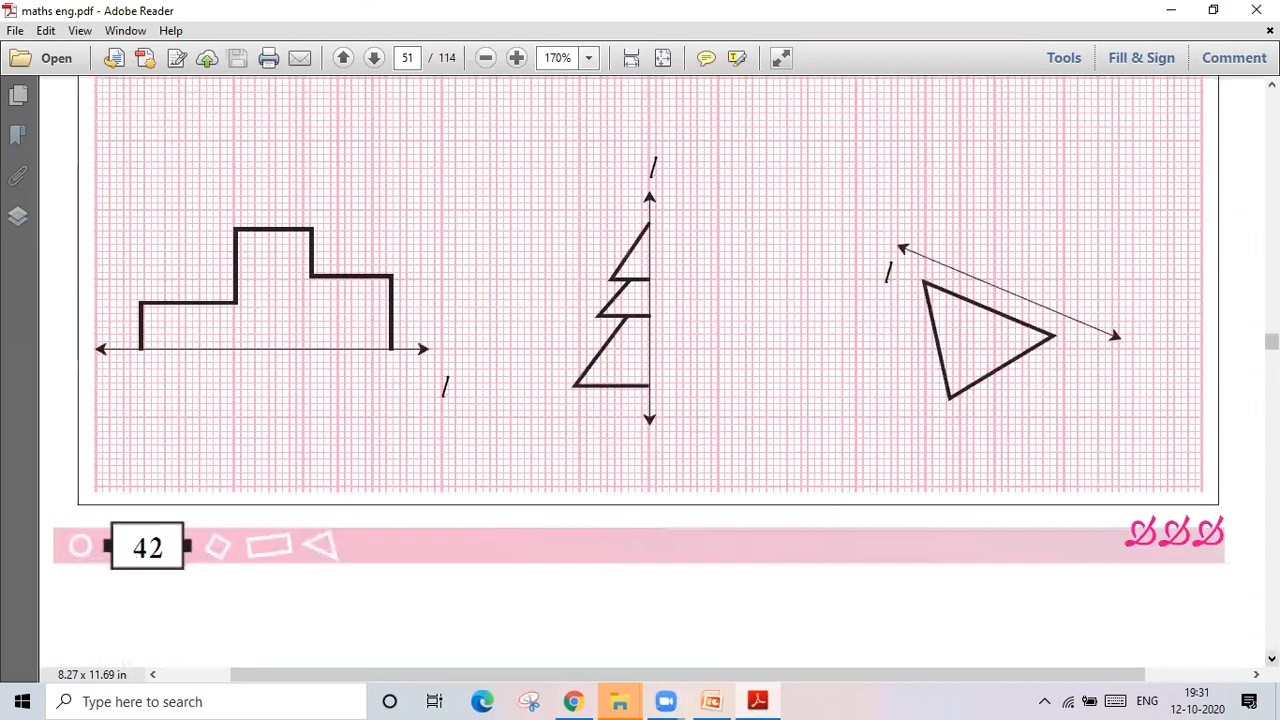 maths eng.pdf - Adobe Reader
File Edit View Window Help
Open 51 / 114 170% Tools Fill & Sign Comment
l
l
l
42
8.27 x 11.69 in
Type here to search
ENG
19:31
12-10-2020